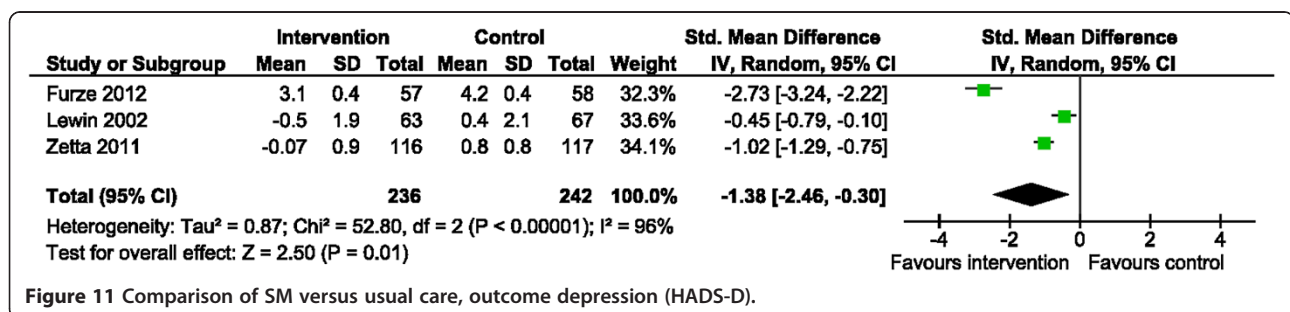 Intervention Control Std. Mean Difference Std. Mean Difference
Study or Subgroup Mean SD Total Mean SD Total Weight IV, Random, 95% CI IV, Random, 95% CI
Furze 2012 3.1 0.4 57 4.2 0.4 58 32.3% -2.73 [-3.24, -2.22]
Lewin 2002 -0.5 1.9 63 0.4 2.1 67 33.6% -0.45 [-0.79, -0.10]
Zetta 2011 -0.07 0.9 116 0.8 0.8 117 34.1% -1.02 [-1.29, -0.75]
Total (95% CI) 236 242 100.0% -1.38 [-2.46, -0.30]
Heterogeneity: Tau² = 0.87; Chi² = 52.80, df = 2 (P < 0.00001); I² = 96%
Test for overall effect: Z = 2.50 (P = 0.01)
-4 -2 0 2 4
Favours intervention Favours control
Figure 11 Comparison of SM versus usual care, outcome depression (HADS-D).